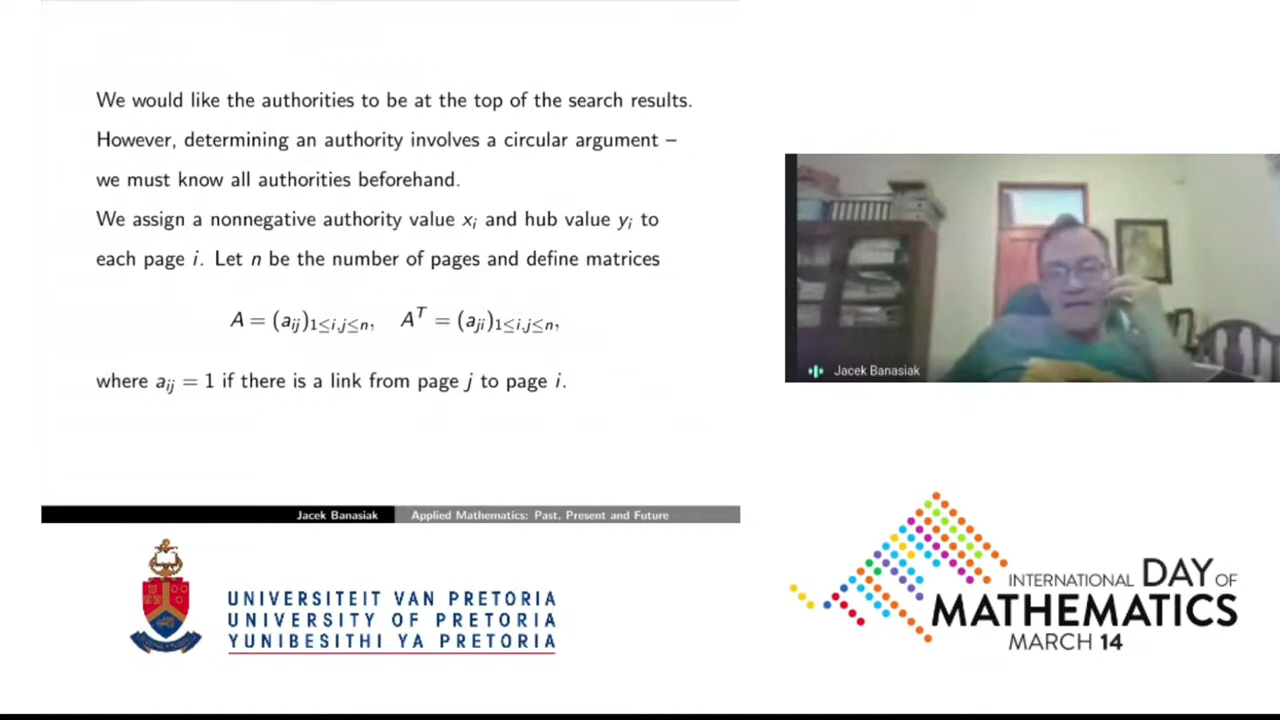 We would like the authorities to be at the top of the search results.
However, determining an authority involves a circular argument –
we must know all authorities beforehand.
We assign a nonnegative authority value xᵢ and hub value yᵢ to
each page i. Let n be the number of pages and define matrices
A = (aᵢⱼ)₁≤ᵢ,ⱼ≤ₙ, Aᵀ = (aⱼᵢ)₁≤ᵢ,ⱼ≤ₙ,
where aᵢⱼ = 1 if there is a link from page j to page i.
Jacek Banasiak Applied Mathematics: Past, Present and Future
Jacek Banasiak
UNIVERSITEIT VAN PRETORIA
UNIVERSITY OF PRETORIA
YUNIBESITHI YA PRETORIA
INTERNATIONAL DAY OF
MATHEMATICS
MARCH 14